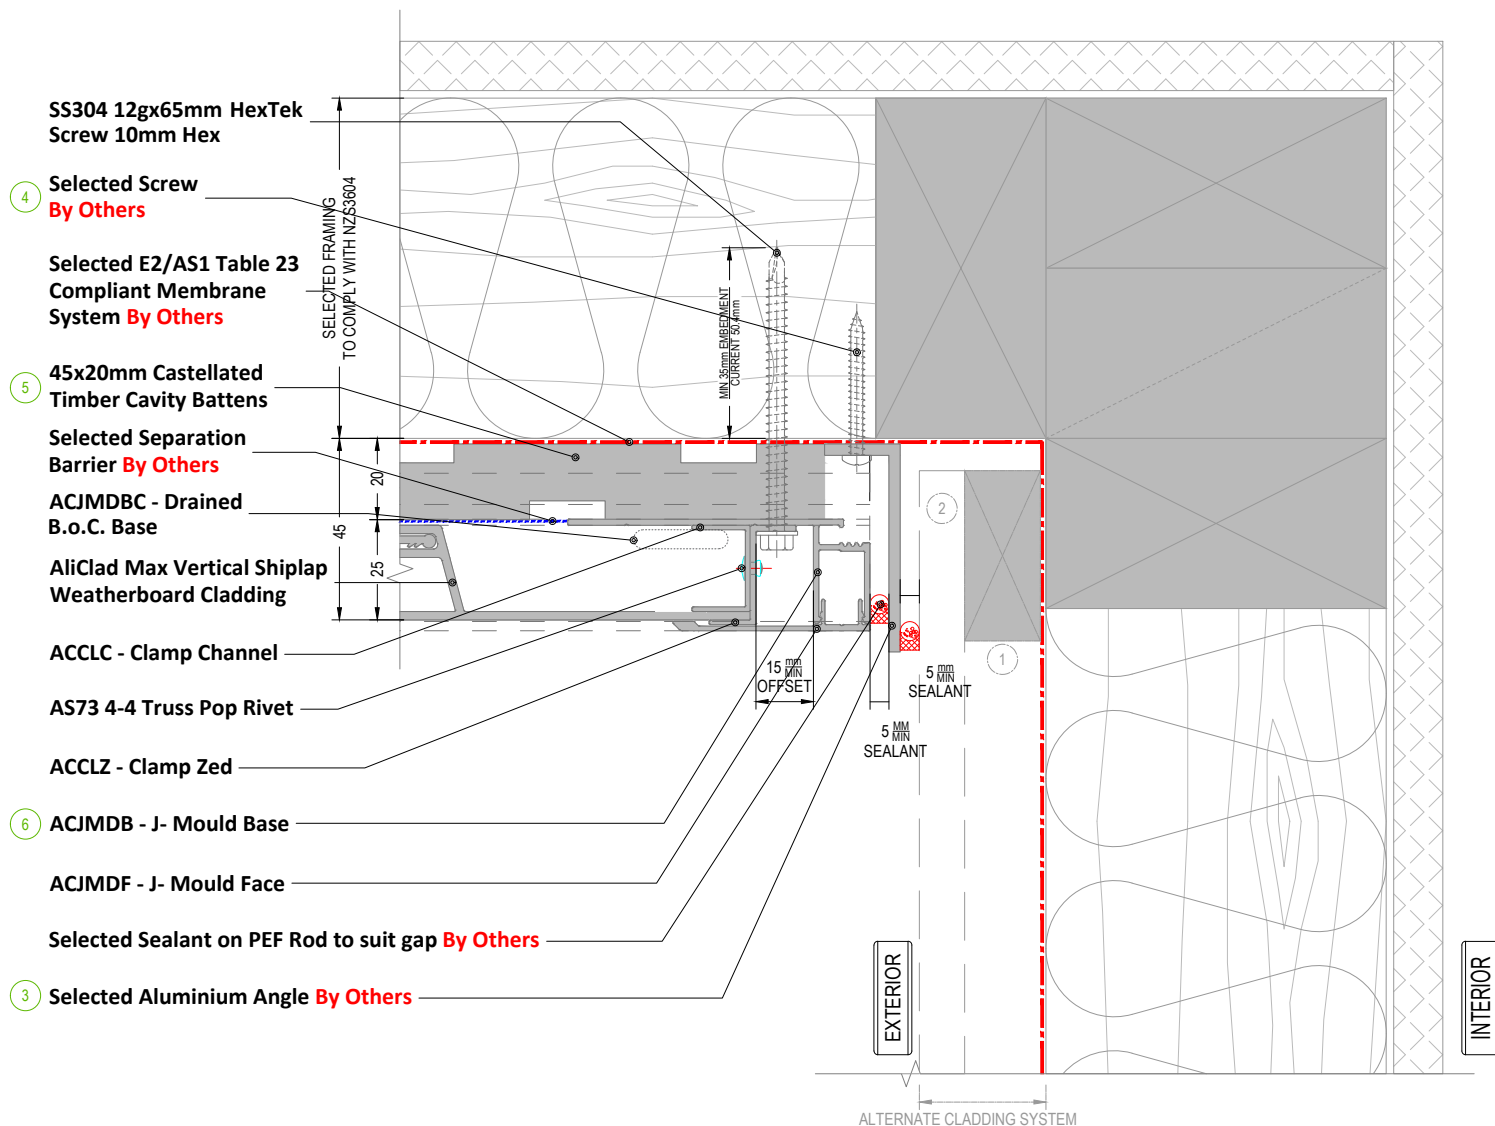 SS304 12gx65mm HexTek
Screw 10mm Hex
4
Selected Screw
By Others
Selected E2/AS1 Table 23
Compliant Membrane
System By Others
5
45x20mm Castellated
Timber Cavity Battens
Selected Separation
Barrier By Others
ACJMDBC - Drained
B.o.C. Base
AliClad Max Vertical Shiplap
Weatherboard Cladding
ACCLC - Clamp Channel
AS73 4-4 Truss Pop Rivet
ACCLZ - Clamp Zed
6
ACJMDB - J- Mould Base
ACJMDF - J- Mould Face
Selected Sealant on PEF Rod to suit gap By Others
3
Selected Aluminium Angle By Others
SELECTED FRAMING
TO COMPLY WITH NZS3604
45
20
25
MIN 35mm EMBEDMENT
CURRENT 50.4mm
2
1
15 mm MIN
OFFSET
5 mm MIN
SEALANT
5 MM MIN
SEALANT
EXTERIOR
INTERIOR
ALTERNATE CLADDING SYSTEM